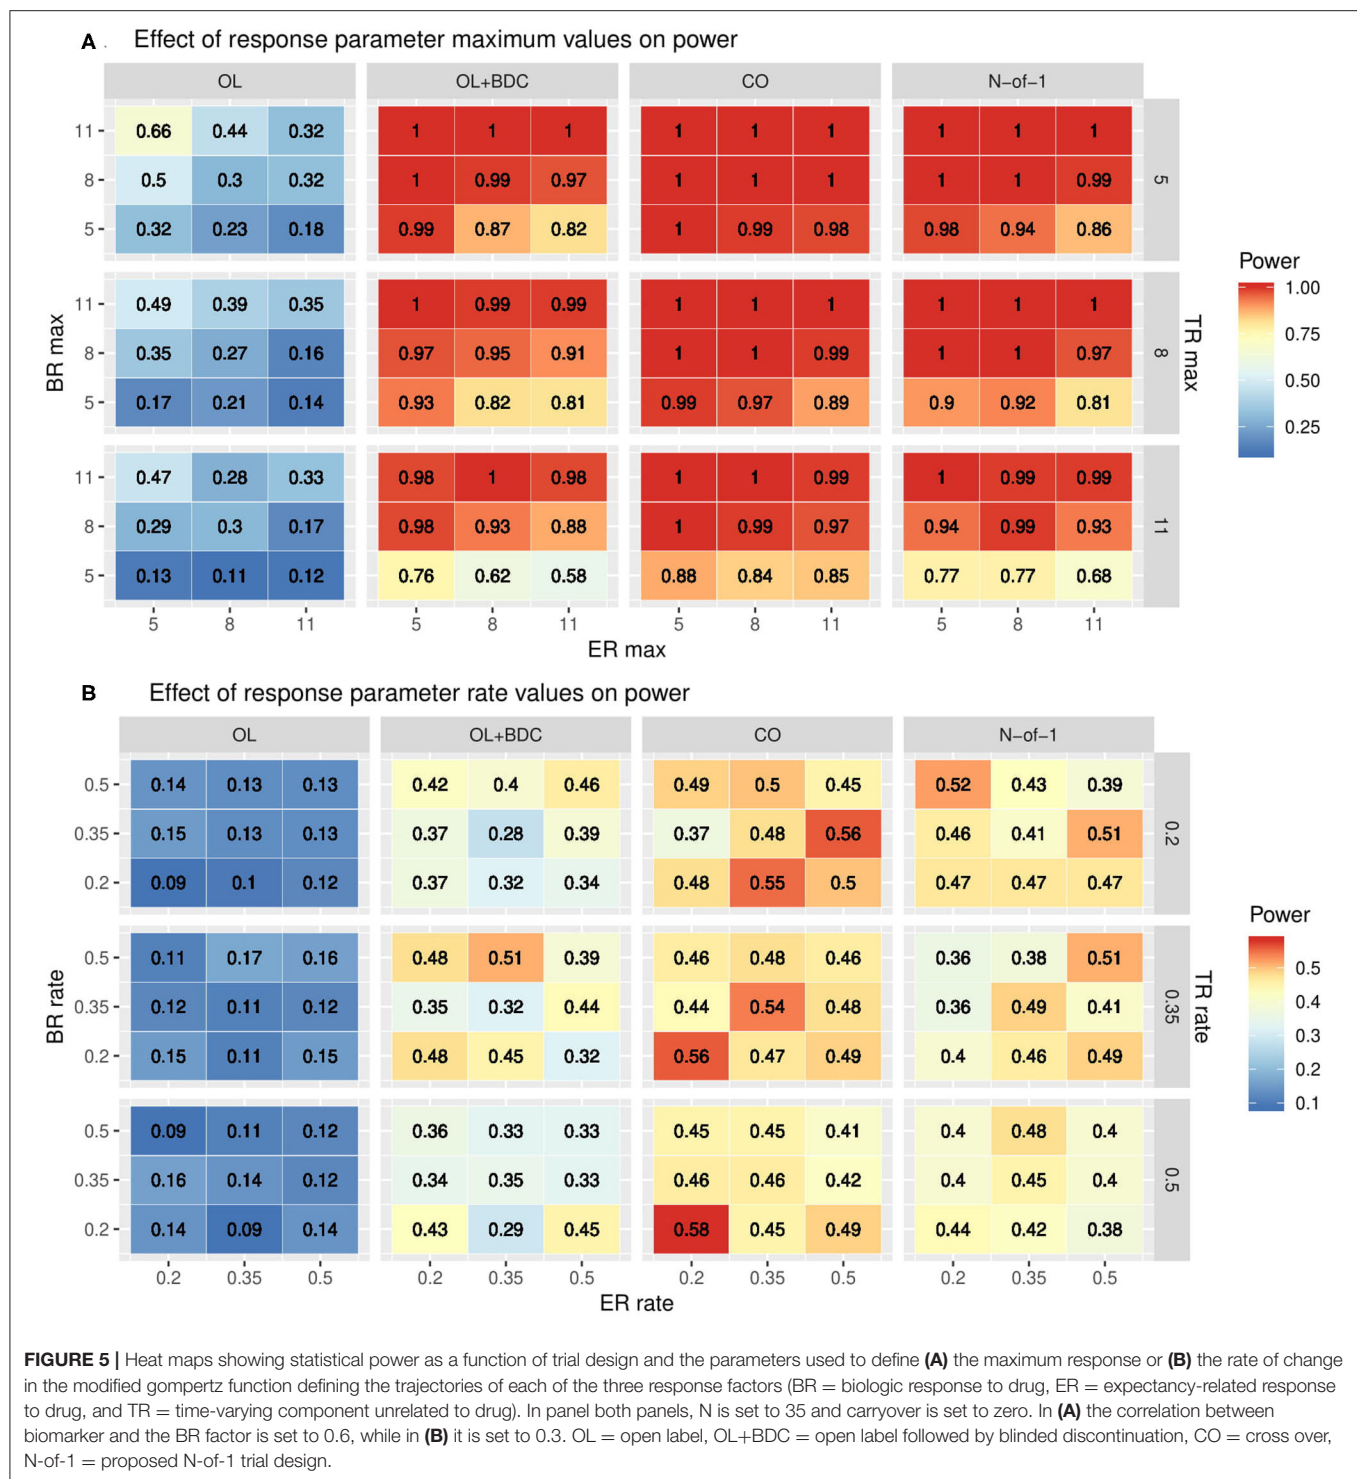 A . Effect of response parameter maximum values on power
OL OL+BDC CO N−of−1
11 0.66 0.44 0.32 1 1 1 1 1 1 1 1 1
8 0.5 0.3 0.32 1 0.99 0.97 1 1 1 1 1 0.99 5
5 0.32 0.23 0.18 0.99 0.87 0.82 1 0.99 0.98 0.98 0.94 0.86
11 0.49 0.39 0.35 1 0.99 0.99 1 1 1 1 1 1
8 0.35 0.27 0.16 0.97 0.95 0.91 1 1 0.99 1 1 0.97 8
5 0.17 0.21 0.14 0.93 0.82 0.81 0.99 0.97 0.89 0.9 0.92 0.81
11 0.47 0.28 0.33 0.98 1 0.98 1 1 0.99 1 0.99 0.99
8 0.29 0.3 0.17 0.98 0.93 0.88 1 0.99 0.97 0.94 0.99 0.93 11
5 0.13 0.11 0.12 0.76 0.62 0.58 0.88 0.84 0.85 0.77 0.77 0.68
5 8 11 5 8 11 5 8 11 5 8 11
ER max
BR max
TR max
Power
1.00
0.75
0.50
0.25
B Effect of response parameter rate values on power
OL OL+BDC CO N−of−1
0.5 0.14 0.13 0.13 0.42 0.4 0.46 0.49 0.5 0.45 0.52 0.43 0.39
0.35 0.15 0.13 0.13 0.37 0.28 0.39 0.37 0.48 0.56 0.46 0.41 0.51 0.2
0.2 0.09 0.1 0.12 0.37 0.32 0.34 0.48 0.55 0.5 0.47 0.47 0.47
0.5 0.11 0.17 0.16 0.48 0.51 0.39 0.46 0.48 0.46 0.36 0.38 0.51
0.35 0.12 0.11 0.12 0.35 0.32 0.44 0.44 0.54 0.48 0.36 0.49 0.41 0.35
0.2 0.15 0.11 0.15 0.48 0.45 0.32 0.56 0.47 0.49 0.4 0.46 0.49
0.5 0.09 0.11 0.12 0.36 0.33 0.33 0.45 0.45 0.41 0.4 0.48 0.4
0.35 0.16 0.14 0.12 0.34 0.35 0.33 0.46 0.46 0.42 0.4 0.45 0.4 0.5
0.2 0.14 0.09 0.14 0.43 0.29 0.45 0.58 0.45 0.49 0.44 0.42 0.38
0.2 0.35 0.5 0.2 0.35 0.5 0.2 0.35 0.5 0.2 0.35 0.5
ER rate
BR rate
TR rate
Power
0.5
0.4
0.3
0.2
0.1
FIGURE 5 | Heat maps showing statistical power as a function of trial design and the parameters used to define (A) the maximum response or (B) the rate of change
in the modified gompertz function defining the trajectories of each of the three response factors (BR = biologic response to drug, ER = expectancy-related response
to drug, and TR = time-varying component unrelated to drug). In panel both panels, N is set to 35 and carryover is set to zero. In (A) the correlation between
biomarker and the BR factor is set to 0.6, while in (B) it is set to 0.3. OL = open label, OL+BDC = open label followed by blinded discontinuation, CO = cross over,
N-of-1 = proposed N-of-1 trial design.